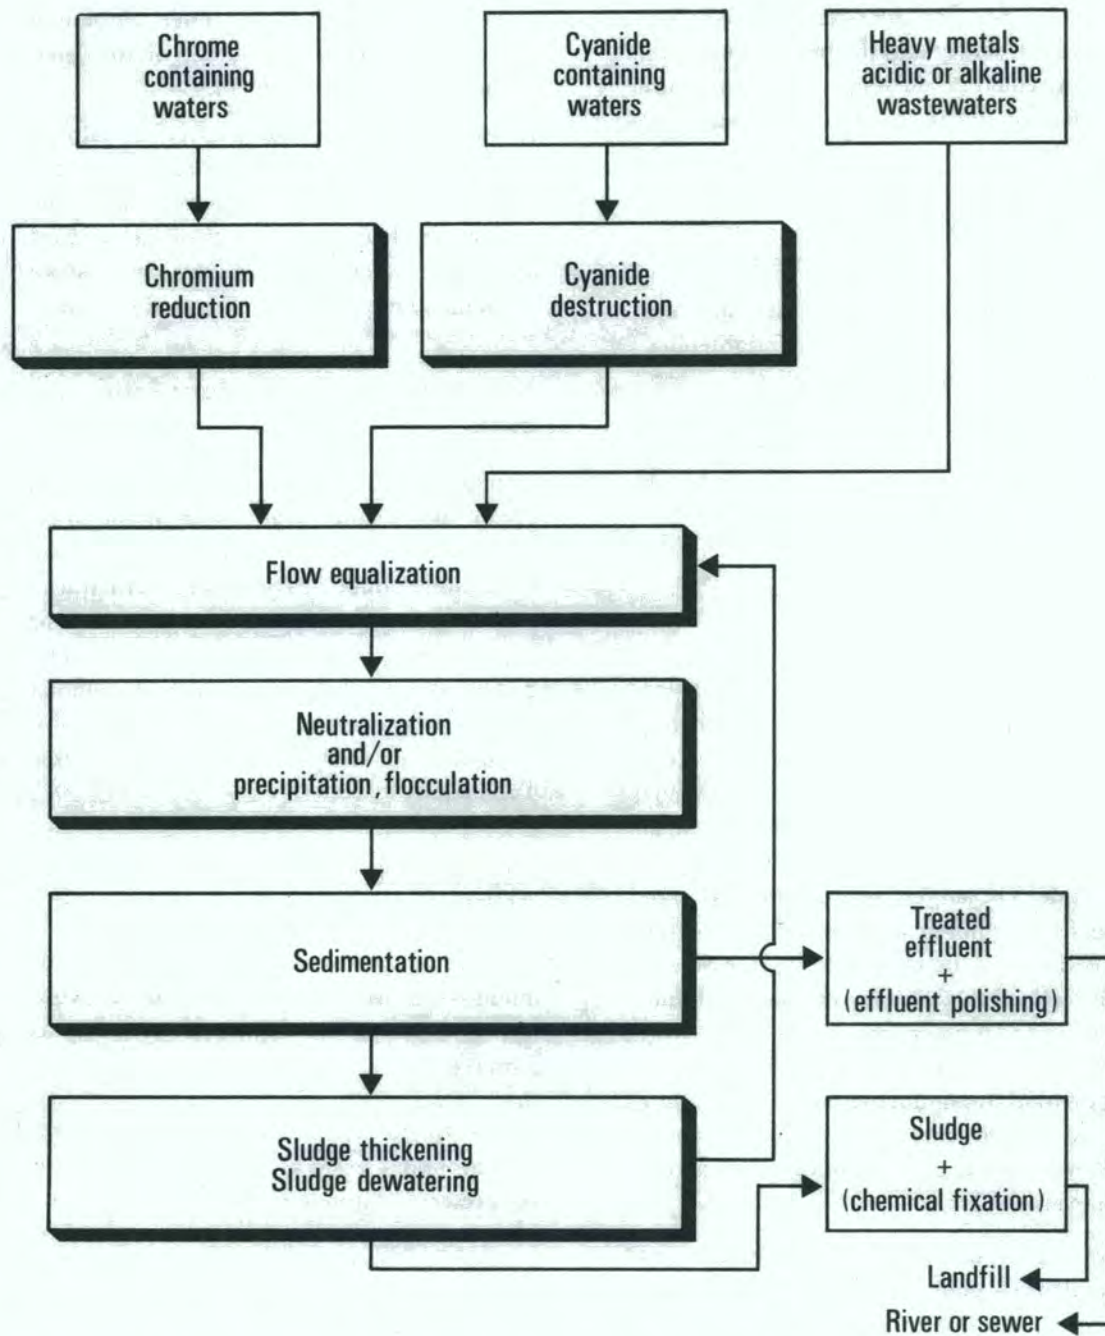 Chrome
containing
waters
Cyanide
containing
waters
Heavy metals
acidic or alkaline
wastewaters
Chromium
reduction
Cyanide
destruction
Flow equalization
Neutralization
and/or
precipitation, flocculation
Sedimentation
Treated
effluent
+
(effluent polishing)
Sludge thickening
Sludge dewatering
Sludge
+
(chemical fixation)
Landfill
River or sewer